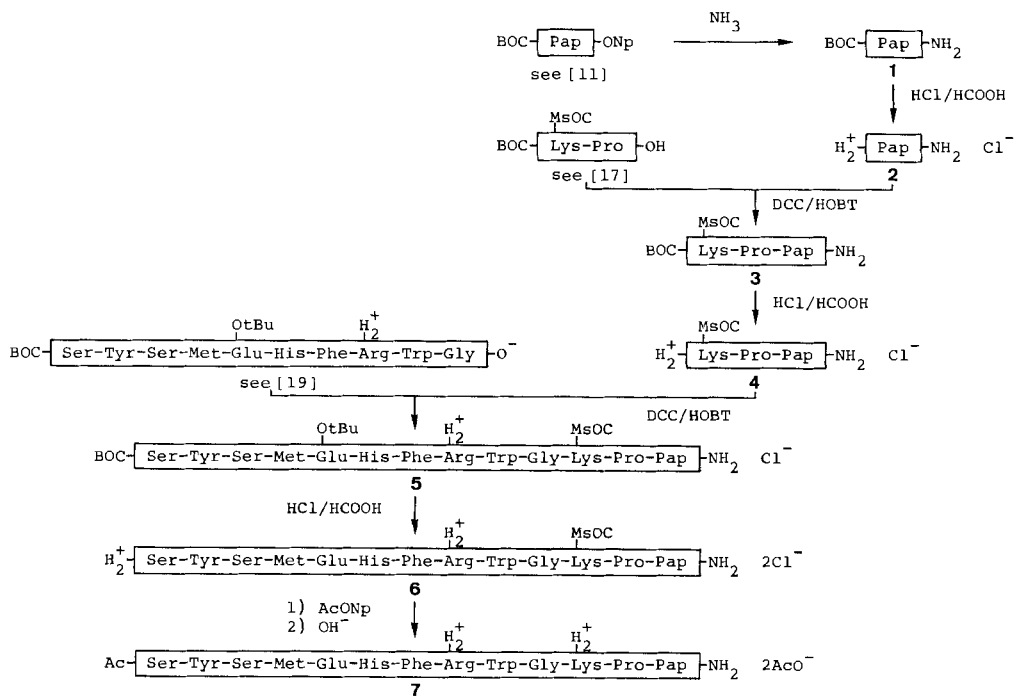 NH3
BOC-Pap-ONp
BOC-Pap-NH2
see [11]
1
HCl/HCOOH
MsOC
BOC-Lys-Pro-OH
H2+ Pap-NH2 Cl-
see [17]
2
DCC/HOBT
MsOC
BOC-Lys-Pro-Pap-NH2
3
HCl/HCOOH
OtBu
H2+
MsOC
BOC-Ser-Tyr-Ser-Met-Glu-His-Phe-Arg-Trp-Gly-O-
H2+ Lys-Pro-Pap-NH2 Cl-
see [19]
4
DCC/HOBT
OtBu H2+ MsOC
BOC-Ser-Tyr-Ser-Met-Glu-His-Phe-Arg-Trp-Gly-Lys-Pro-Pap-NH2 Cl-
5
HCl/HCOOH
H2+ MsOC
H2+ Ser-Tyr-Ser-Met-Glu-His-Phe-Arg-Trp-Gly-Lys-Pro-Pap-NH2 2Cl-
6
1) AcONp
2) OH-
H2+ H2+
Ac-Ser-Tyr-Ser-Met-Glu-His-Phe-Arg-Trp-Gly-Lys-Pro-Pap-NH2 2AcO-
7